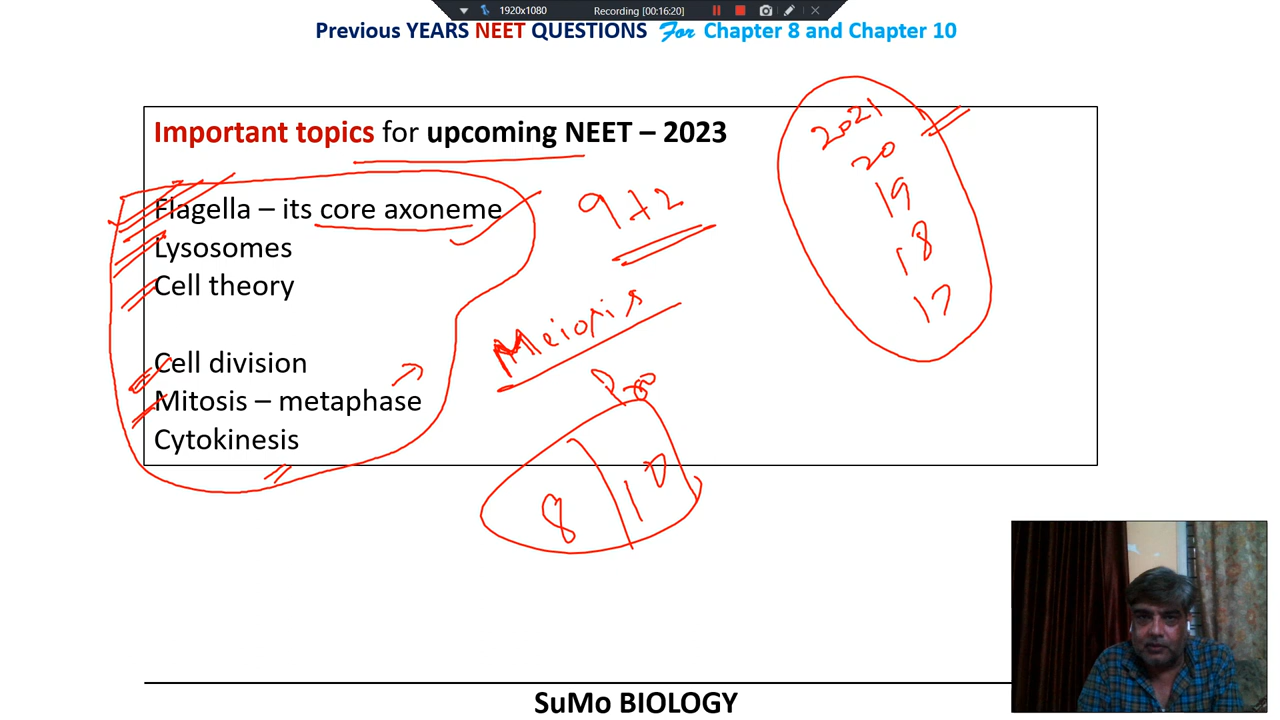 1920x1080 Recording [00:16:20]
Previous YEARS NEET QUESTIONS For Chapter 8 and Chapter 10
Important topics for upcoming NEET – 2023
Flagella – its core axoneme
Lysosomes
Cell theory
Cell division
Mitosis – metaphase
Cytokinesis
9+2
Meiosis
Pro
8 10
2021
20
19
18
17
SuMo BIOLOGY